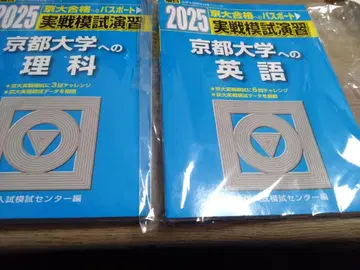 2025
京大合格へのパスポート
実戦模試演習
京都大学への
理科
●京大実戦模試に3回チャレンジ
●京大実戦模試データを掲載
入試模試センター編
2025
京大合格へのパスポート
実戦模試演習
京都大学への
英語
●京大実戦模試に5回チャレンジ
●京大実戦模試データを掲載
入試模試センター編